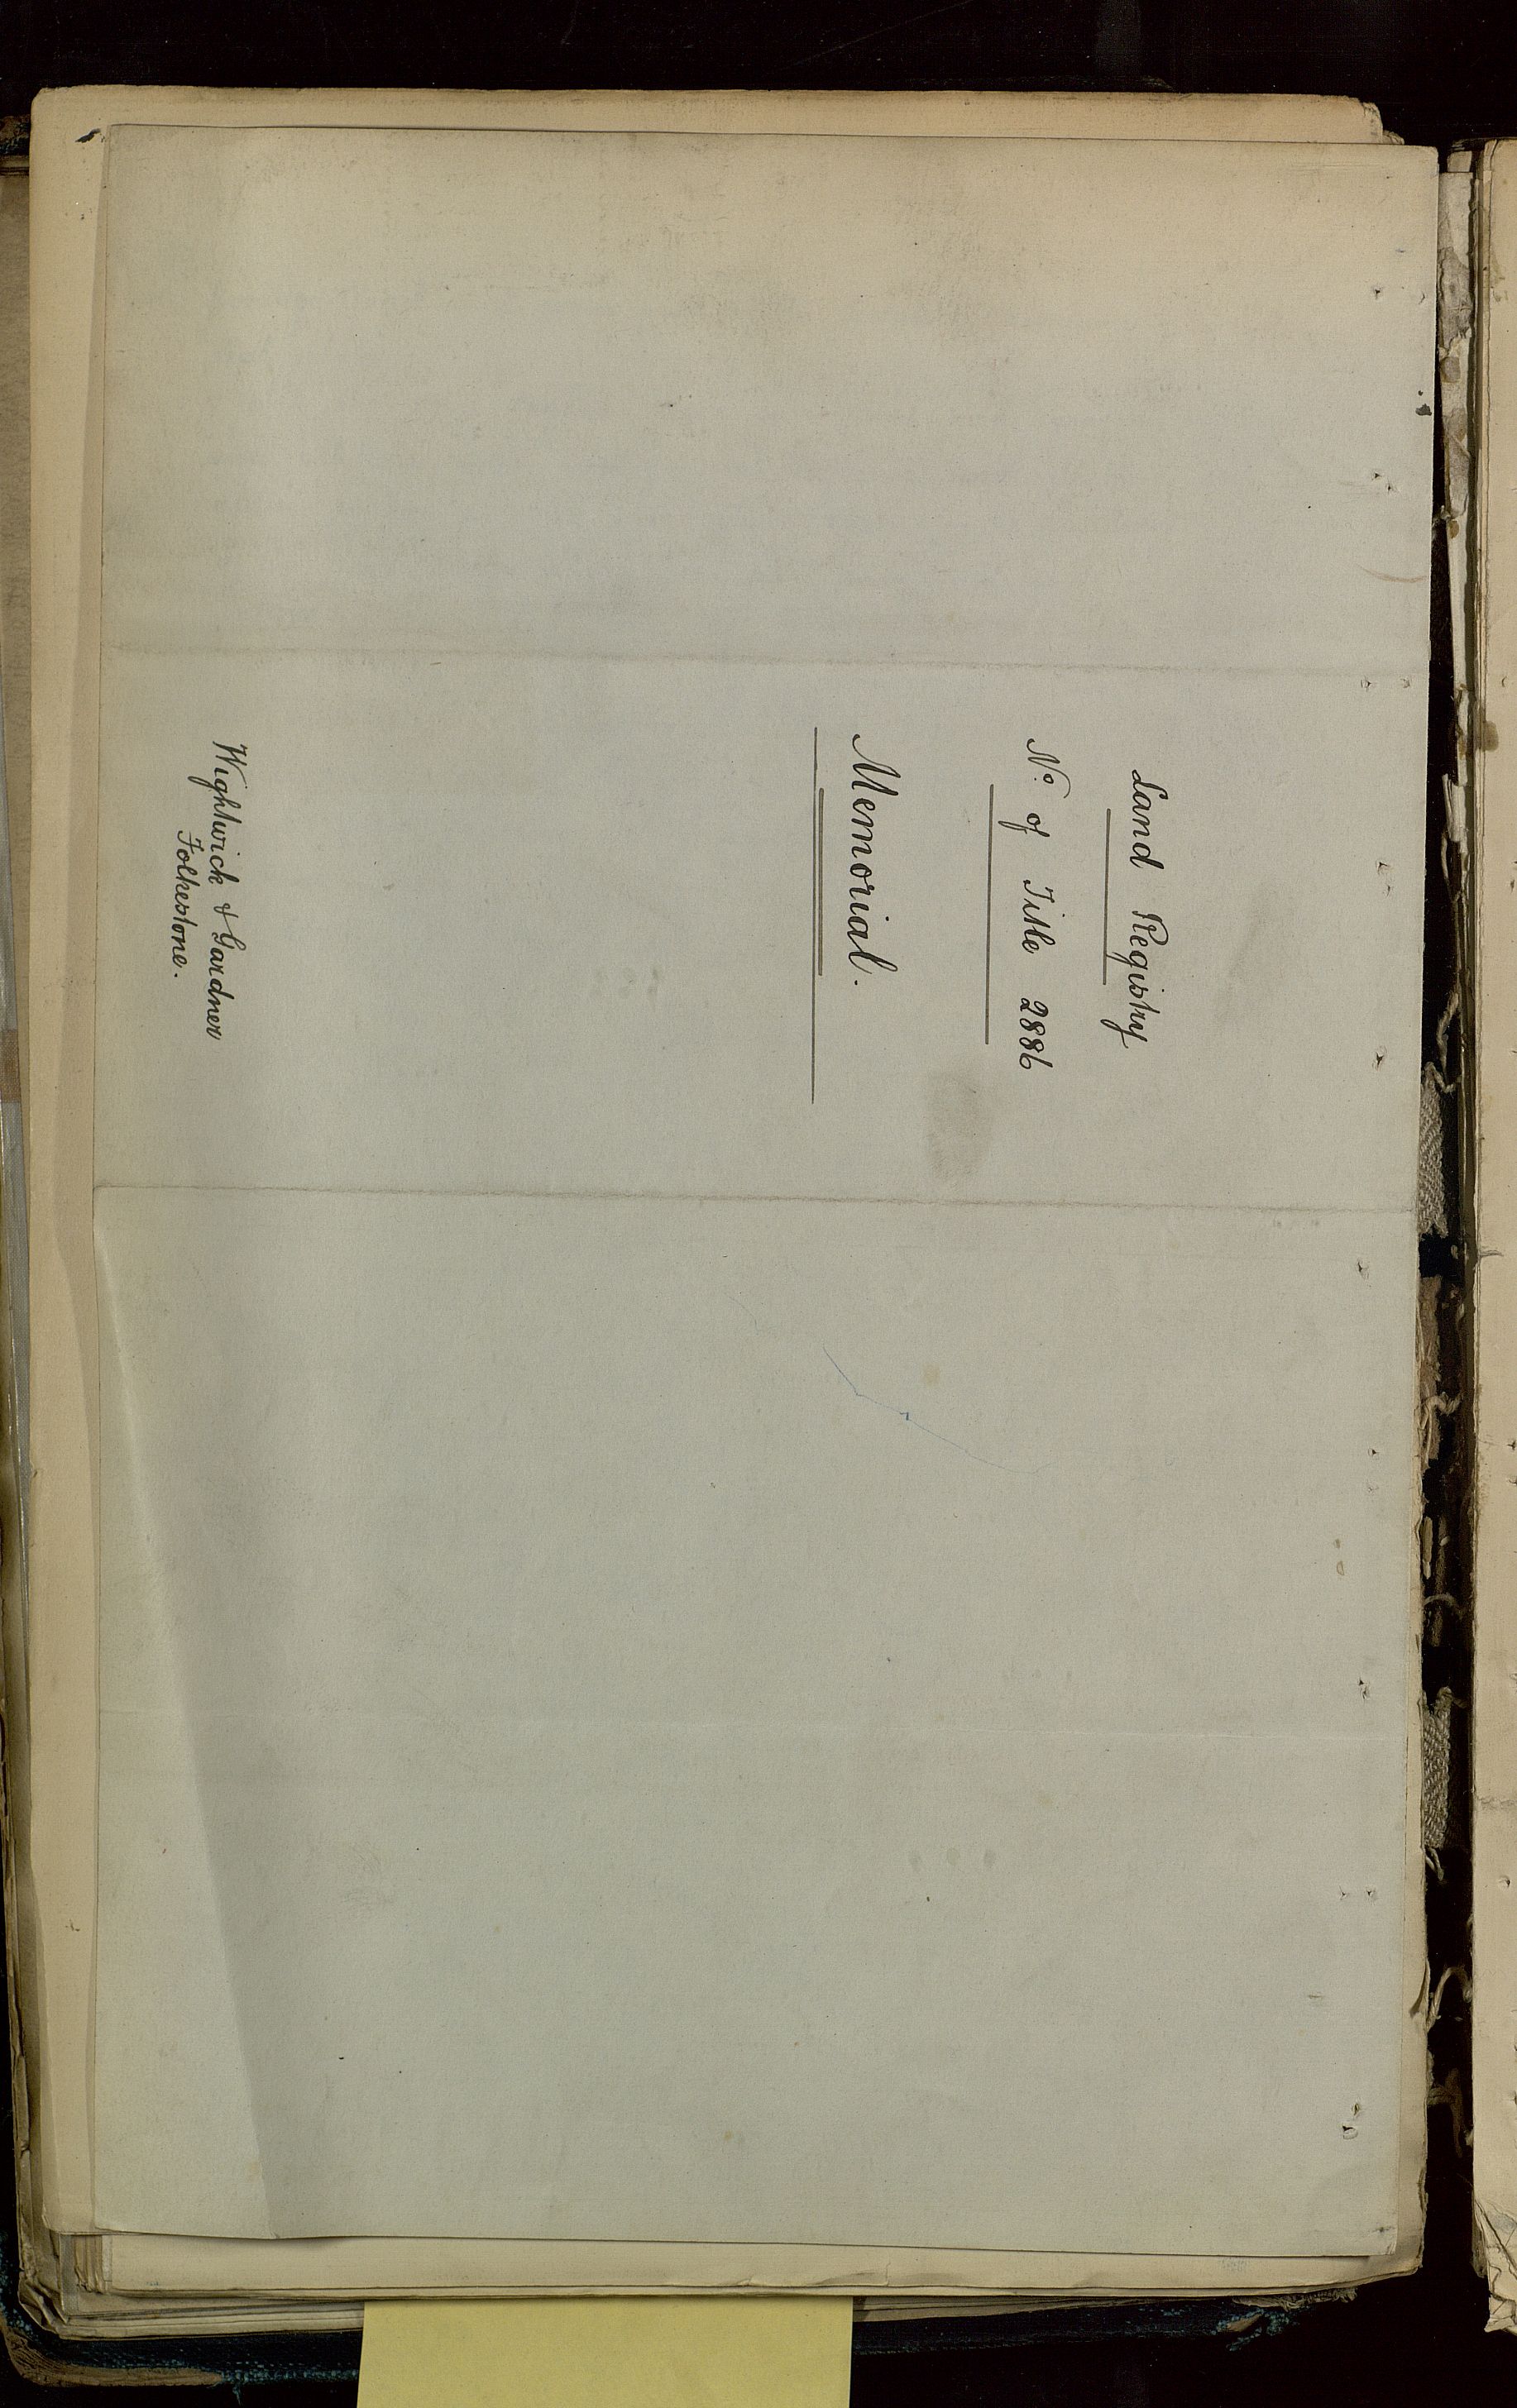 Land Registry
No. of Title 2886
Memorial.
Wightwick & Gardner
Folkestone.